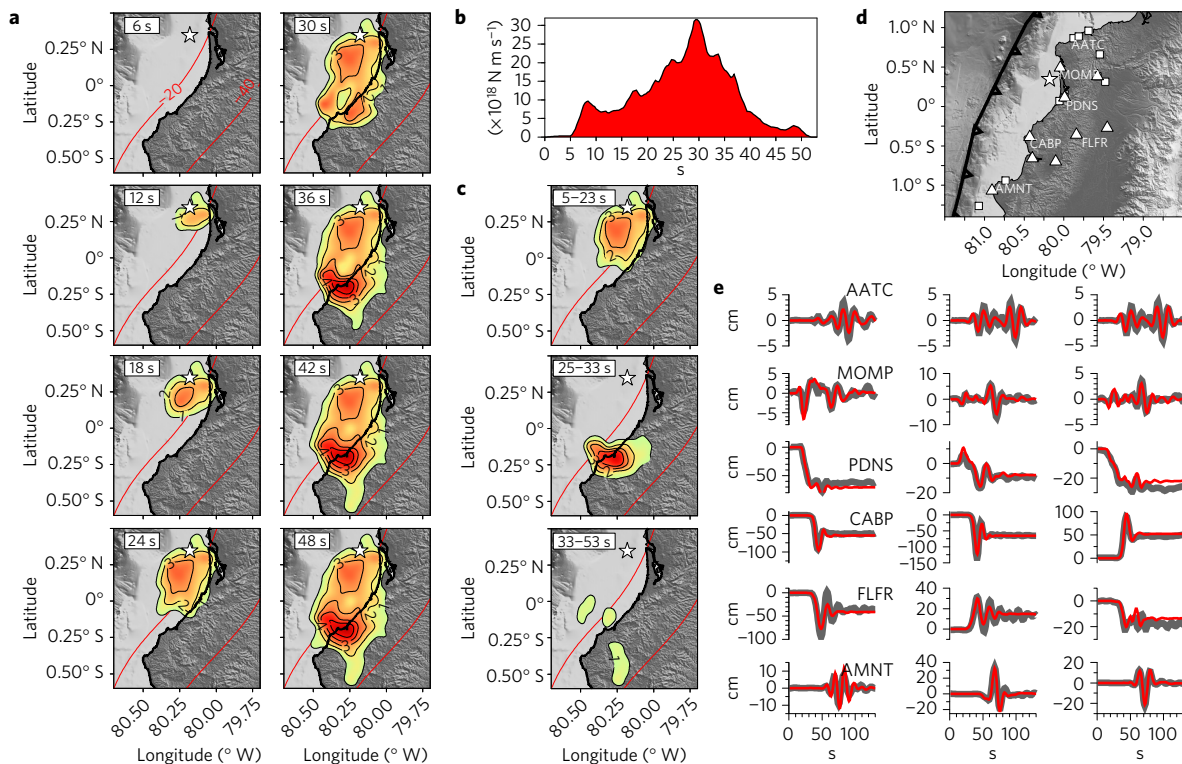 a
6 s
−20
−40
0.25° N
0°
0.25° S
0.50° S
Latitude
30 s
12 s
0.25° N
0°
0.25° S
0.50° S
Latitude
36 s
18 s
2
0.25° N
0°
0.25° S
0.50° S
Latitude
42 s
24 s
0.25° N
0°
0.25° S
0.50° S
Latitude
48 s
80.50
80.25
80.00
79.75
Longitude (° W)
80.50
80.25
80.00
79.75
Longitude (° W)
b
(×10¹⁸ N m s⁻¹)
30
20
10
0
0 5 10 15 20 25 30 35 40 45 50
s
c
5–23 s
0.25° N
0°
0.25° S
0.50° S
Latitude
25–33 s
0.25° N
0°
0.25° S
0.50° S
Latitude
33–53 s
1
0.25° N
0°
0.25° S
0.50° S
Latitude
80.50
80.25
80.00
79.75
Longitude (° W)
d
1.0° N
0.5° N
0°
0.5° S
1.0° S
Latitude
AATC
MOMP
PDNS
CABP
FLFR
AMNT
81.0
80.5
80.0
79.5
79.0
Longitude (° W)
e
AATC
cm
5
0
−5
5
0
−5
5
0
−5
MOMP
cm
5
0
−5
10
0
−10
5
0
−5
PDNS
cm
0
−50
0
−20
0
−20
CABP
cm
0
−50
−100
0
−50
−100
−150
100
50
0
FLFR
cm
0
−50
−100
40
20
0
0
−20
AMNT
cm
10
0
−10
40
20
0
−20
20
0
−20
0 50 100
s
0 50 100
s
0 50 100
s